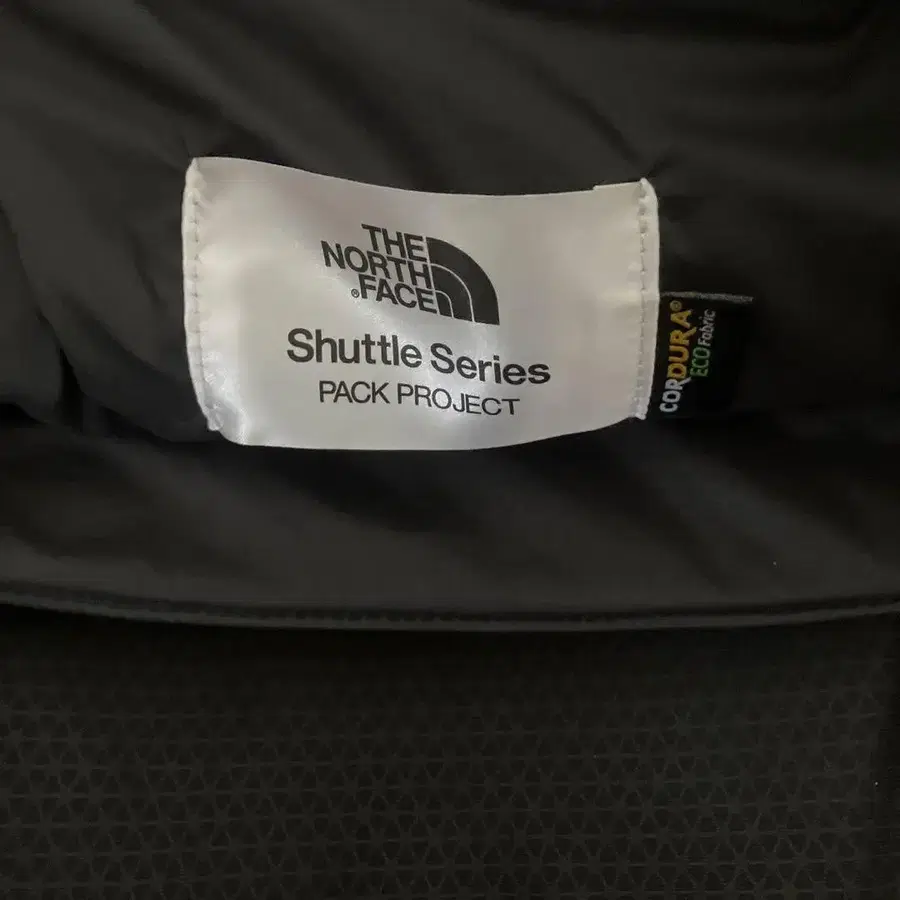 THE
NORTH
®FACE
Shuttle Series
PACK PROJECT
CORDURA®
ECO Fabric